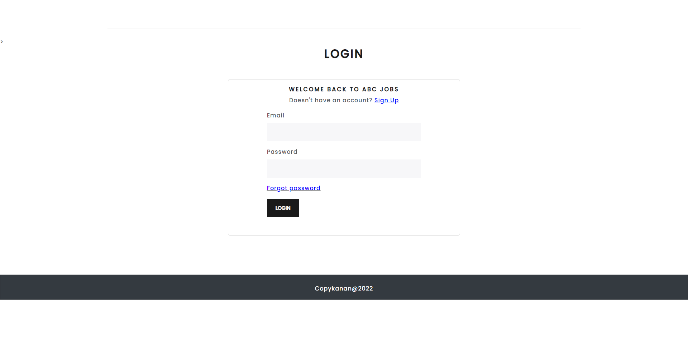 >
LOGIN
WELCOME BACK TO ABC JOBS
Doesn't have an account? Sign Up
Email
Password
Forgot password
LOGIN
Copykanan@2022